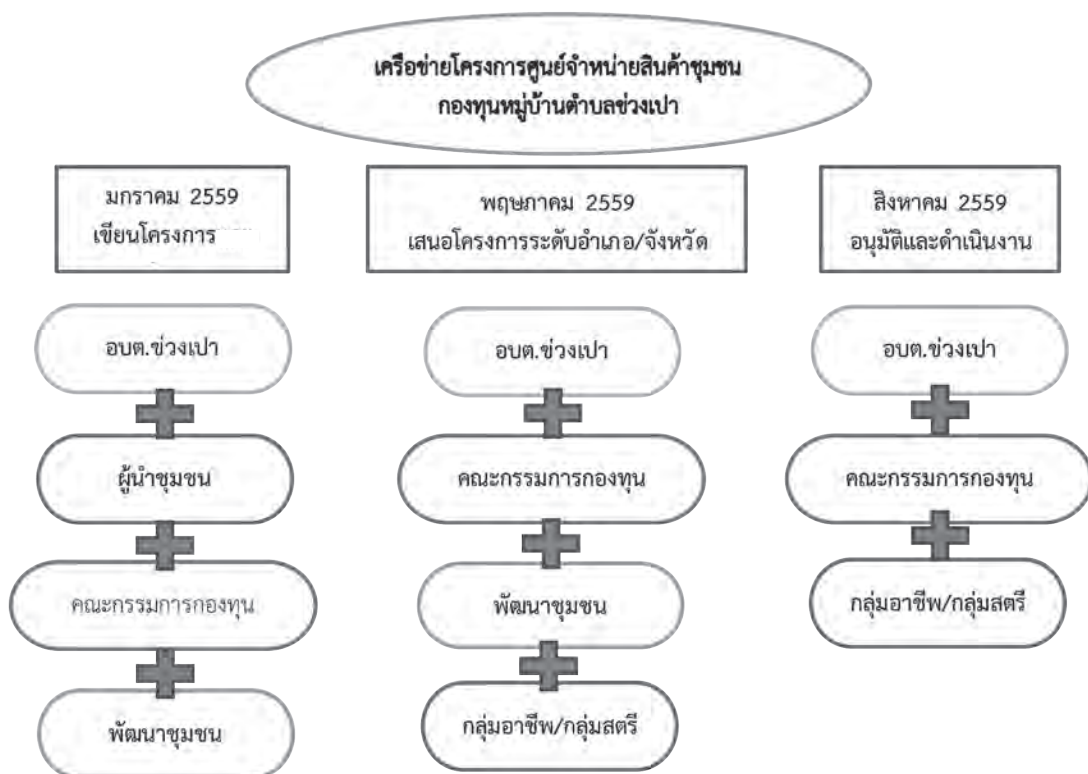 เครือข่ายโครงการศูนย์จำหน่ายสินค้าชุมชน
กองทุนหมู่บ้านตำบลข่วงเปา
มกราคม 2559
เขียนโครงการ
อบต.ข่วงเปา
ผู้นำชุมชน
คณะกรรมการกองทุน
พัฒนาชุมชน
พฤษภาคม 2559
เสนอโครงการระดับอำเภอ/จังหวัด
อบต.ข่วงเปา
คณะกรรมการกองทุน
พัฒนาชุมชน
กลุ่มอาชีพ/กลุ่มสตรี
สิงหาคม 2559
อนุมัติและดำเนินงาน
อบต.ข่วงเปา
คณะกรรมการกองทุน
กลุ่มอาชีพ/กลุ่มสตรี